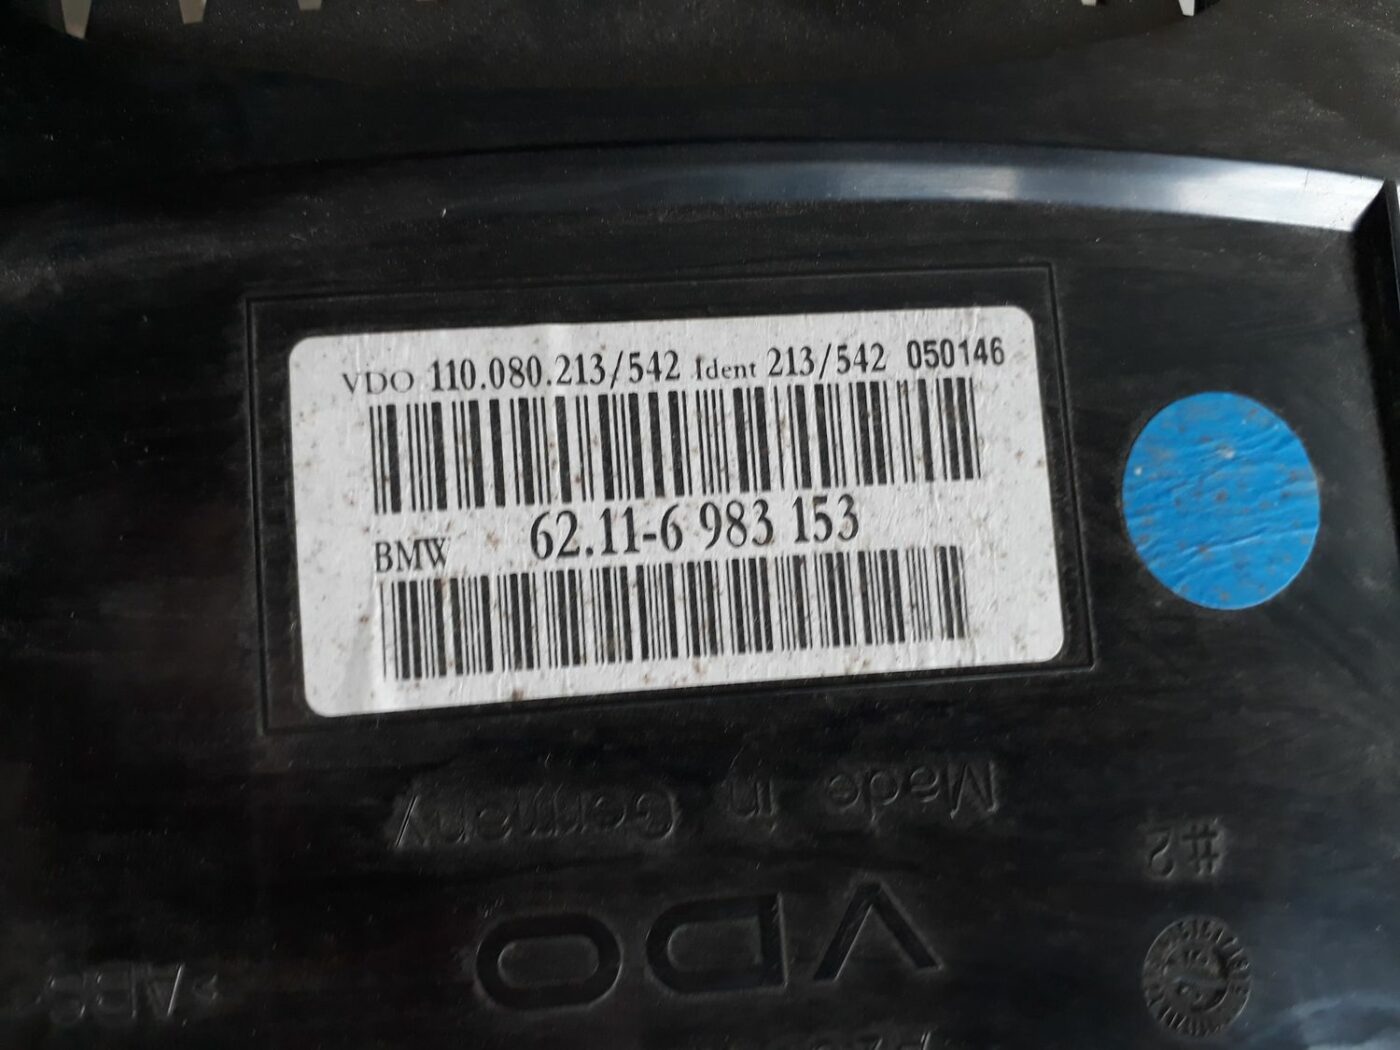 VDO 110.080.213/542 Ident 213/542 050146
BMW 62.11-6 983 153
Made in Germany
#2
VDO
>ABS<